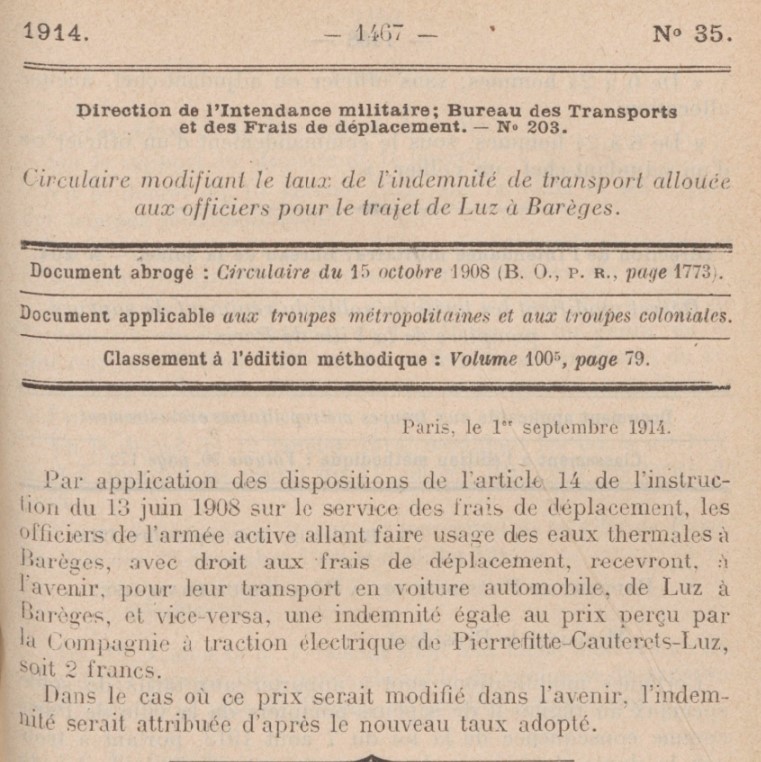 1914. — 1467 — Nº 35.
Direction de l'Intendance militaire; Bureau des Transports
et des Frais de déplacement. — Nº 203.
Circulaire modifiant le taux de l'indemnité de transport allouée
aux officiers pour le trajet de Luz à Barèges.
Document abrogé : Circulaire du 15 octobre 1908 (B. O., P. R., page 1773).
Document applicable aux troupes métropolitaines et aux troupes coloniales.
Classement à l'édition méthodique : Volume 100⁵, page 79.
Paris, le 1ᵉʳ septembre 1914.
Par application des dispositions de l'article 14 de l'instruc-
tion du 13 juin 1908 sur le service des frais de déplacement, les
officiers de l'armée active allant faire usage des eaux thermales à
Barèges, avec droit aux frais de déplacement, recevront, à
l'avenir, pour leur transport en voiture automobile, de Luz à
Barèges, et vice-versa, une indemnité égale au prix perçu par
la Compagnie à traction électrique de Pierrefitte-Cauterets-Luz,
soit 2 francs.
Dans le cas où ce prix serait modifié dans l'avenir, l'indem-
nité serait attribuée d'après le nouveau taux adopté.